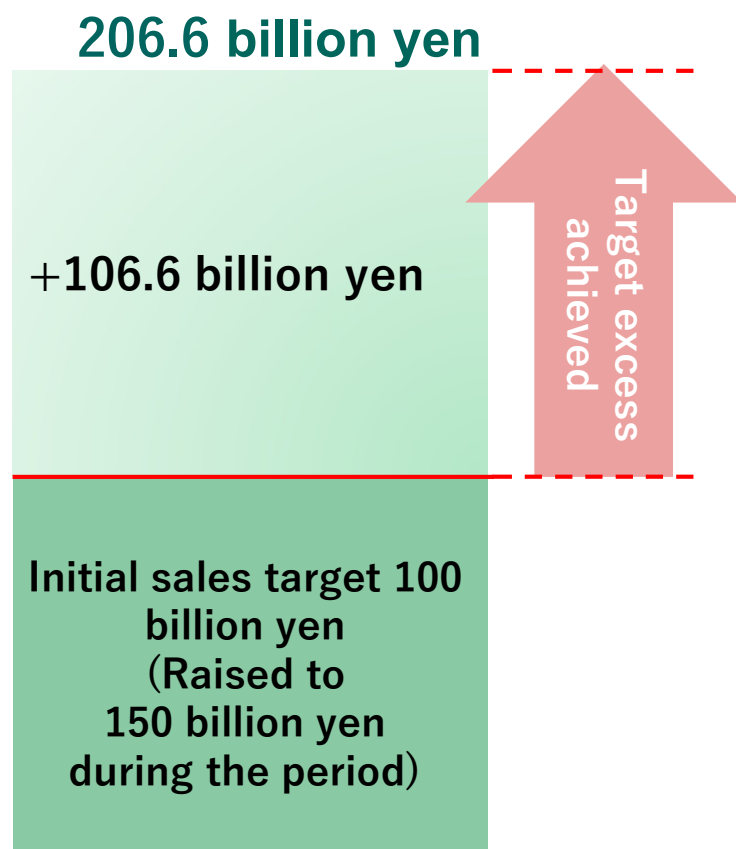 206.6 billion yen
+106.6 billion yen
Target excess
achieved
Initial sales target 100
billion yen
(Raised to
150 billion yen
during the period)